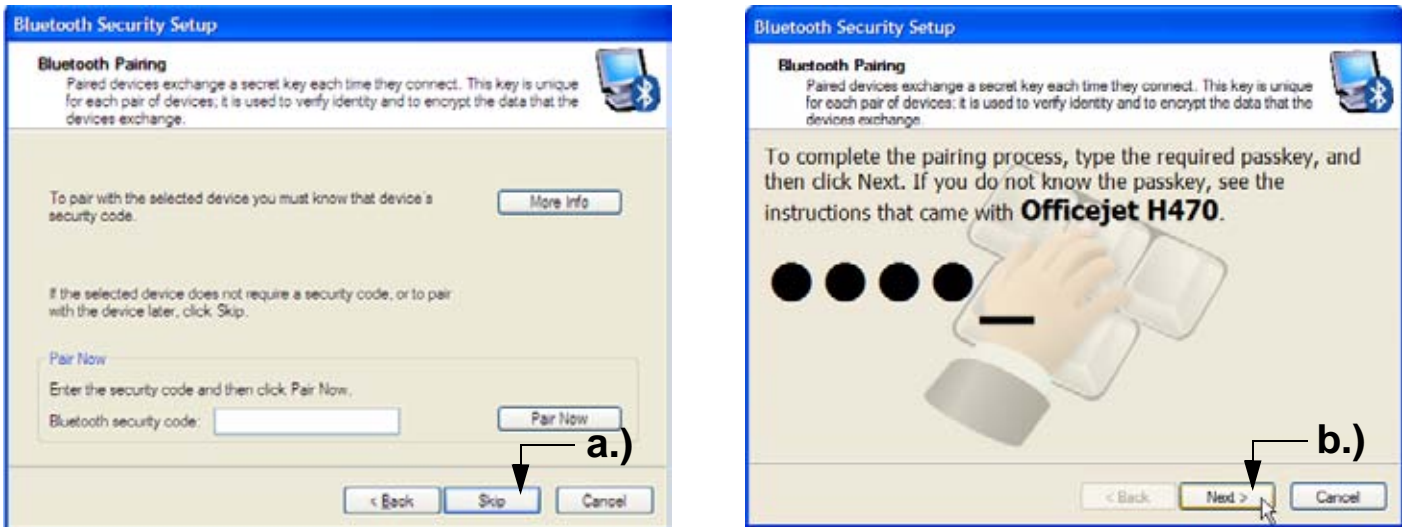 Bluetooth Security Setup
Bluetooth Pairing
Paired devices exchange a secret key each time they connect. This key is unique
for each pair of devices; it is used to verify identity and to encrypt the data that the
devices exchange.
To pair with the selected device you must know that device's
security code.
More Info
If the selected device does not require a security code, or to pair
with the device later, click Skip.
Pair Now
Enter the security code and then click Pair Now.
Bluetooth security code:
Pair Now
a.)
< Back
Skip
Cancel
Bluetooth Security Setup
Bluetooth Pairing
Paired devices exchange a secret key each time they connect. This key is unique
for each pair of devices; it is used to verify identity and to encrypt the data that the
devices exchange.
To complete the pairing process, type the required passkey, and
then click Next. If you do not know the passkey, see the
instructions that came with Officejet H470.
b.)
< Back
Next >
Cancel